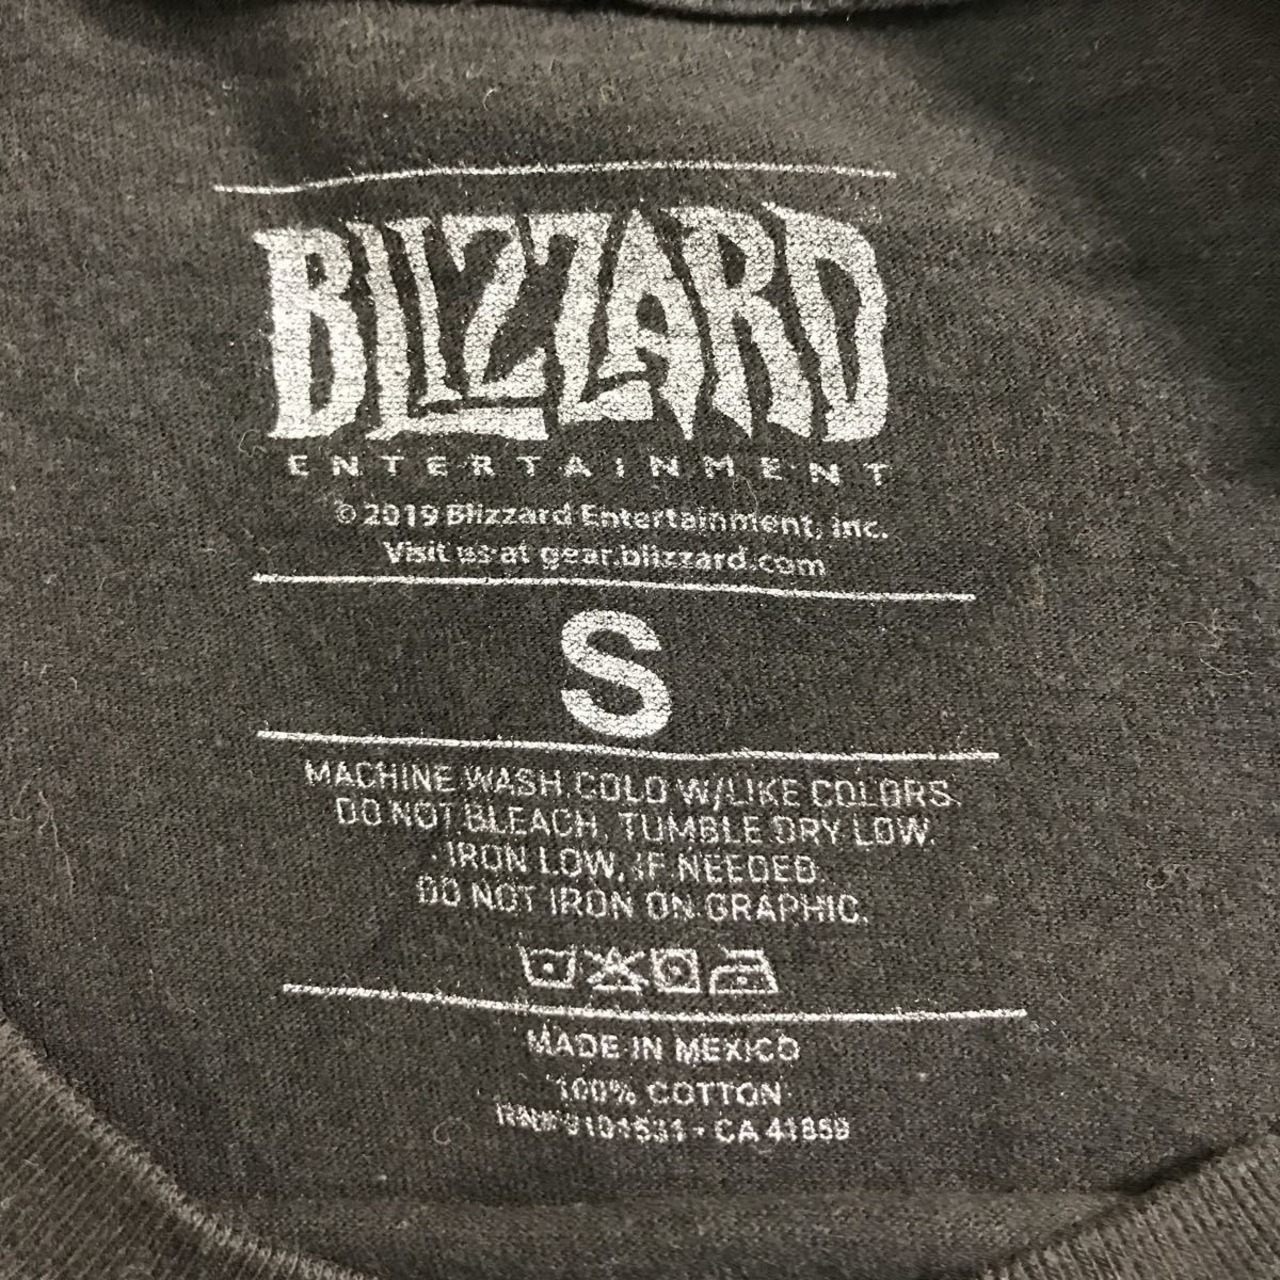 BLIZZARD
ENTERTAINMENT
© 2019 Blizzard Entertainment, Inc.
Visit us at gear.blizzard.com
S
MACHINE WASH COLD W/LIKE COLORS.
DO NOT BLEACH. TUMBLE DRY LOW.
IRON LOW, IF NEEDED.
DO NOT IRON ON GRAPHIC.
MADE IN MEXICO
100% COTTON
- CA 41859